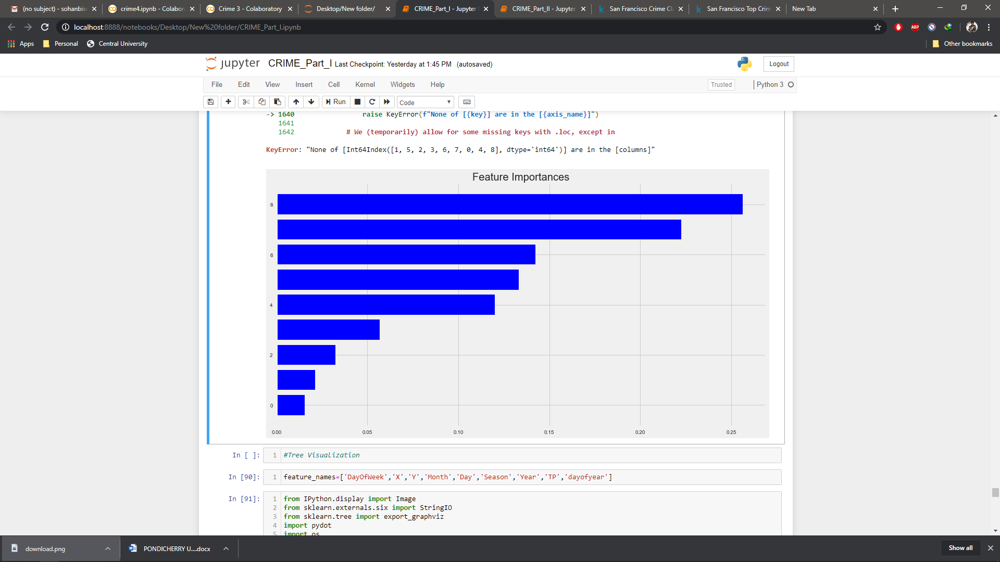 (no subject) - sohanbis
crime4.ipynb - Colabora
Crime 3 - Colaboratory
Desktop/New folder/
CRIME_Part_I - Jupyter
CRIME_Part_II - Jupyter
San Francisco Crime Cl
San Francisco Top Crim
New Tab
localhost:8888/notebooks/Desktop/New%20folder/CRIME_Part_I.ipynb
ABP
Apps
Personal
Central University
Other bookmarks
jupyter
CRIME_Part_I Last Checkpoint: Yesterday at 1:45 PM (autosaved)
Logout
File Edit View Insert Cell Kernel Widgets Help
Trusted
Python 3
Run
Code
-> 1640 raise KeyError(f"None of [{key}] are in the [{axis_name}]")
1641
1642 # We (temporarily) allow for some missing keys with .loc, except in
KeyError: "None of [Int64Index([1, 5, 2, 3, 6, 7, 0, 4, 8], dtype='int64')] are in the [columns]"
Feature Importances
8
6
4
2
0
0.00 0.05 0.10 0.15 0.20 0.25
In [ ]: 1 #Tree Visualization
In [90]: 1 feature_names=['DayOfWeek','X','Y','Month','Day','Season','Year','TP','dayofyear']
In [91]: 1 from IPython.display import Image
2 from sklearn.externals.six import StringIO
3 from sklearn.tree import export_graphviz
4 import pydot
5 import os
download.png
PONDICHERRY U....docx
Show all